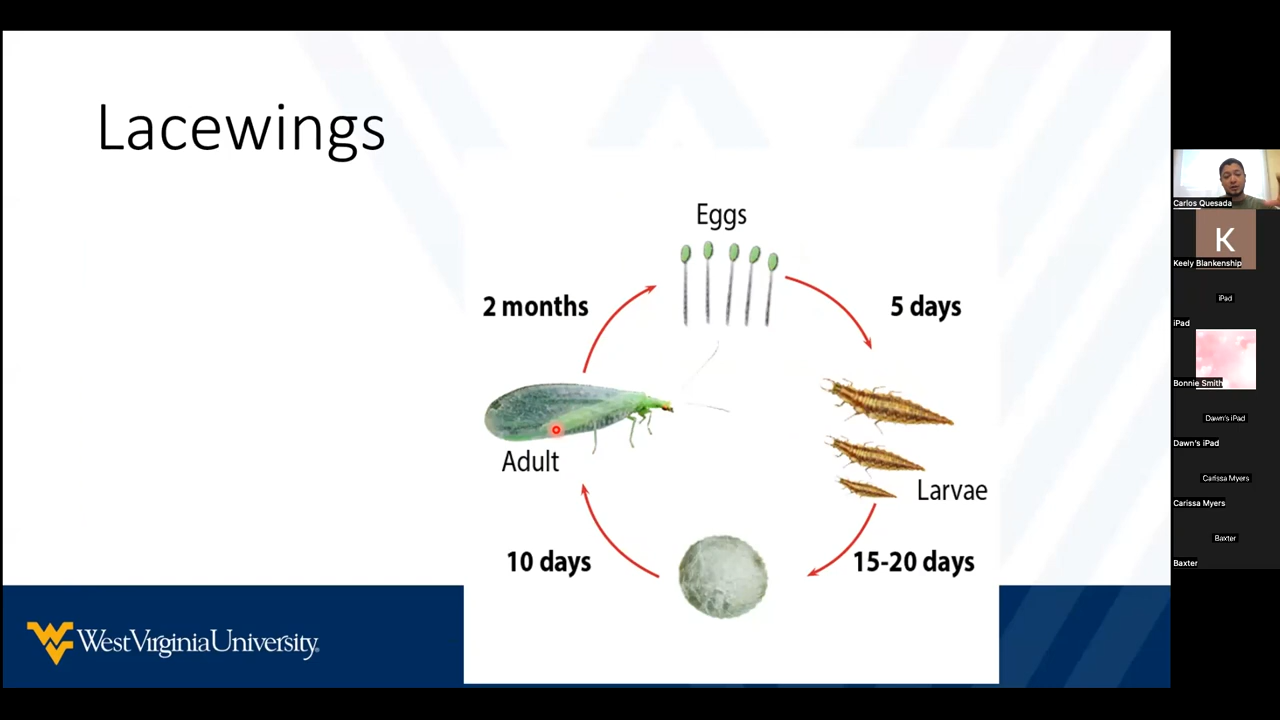 Lacewings
Eggs
2 months
5 days
Adult
Larvae
10 days
15-20 days
West Virginia University
Carlos Quesada
K
Keely Blankenship
iPad
iPad
Bonnie Smith
Dawn's iPad
Dawn's iPad
Carissa Myers
Carissa Myers
Baxter
Baxter